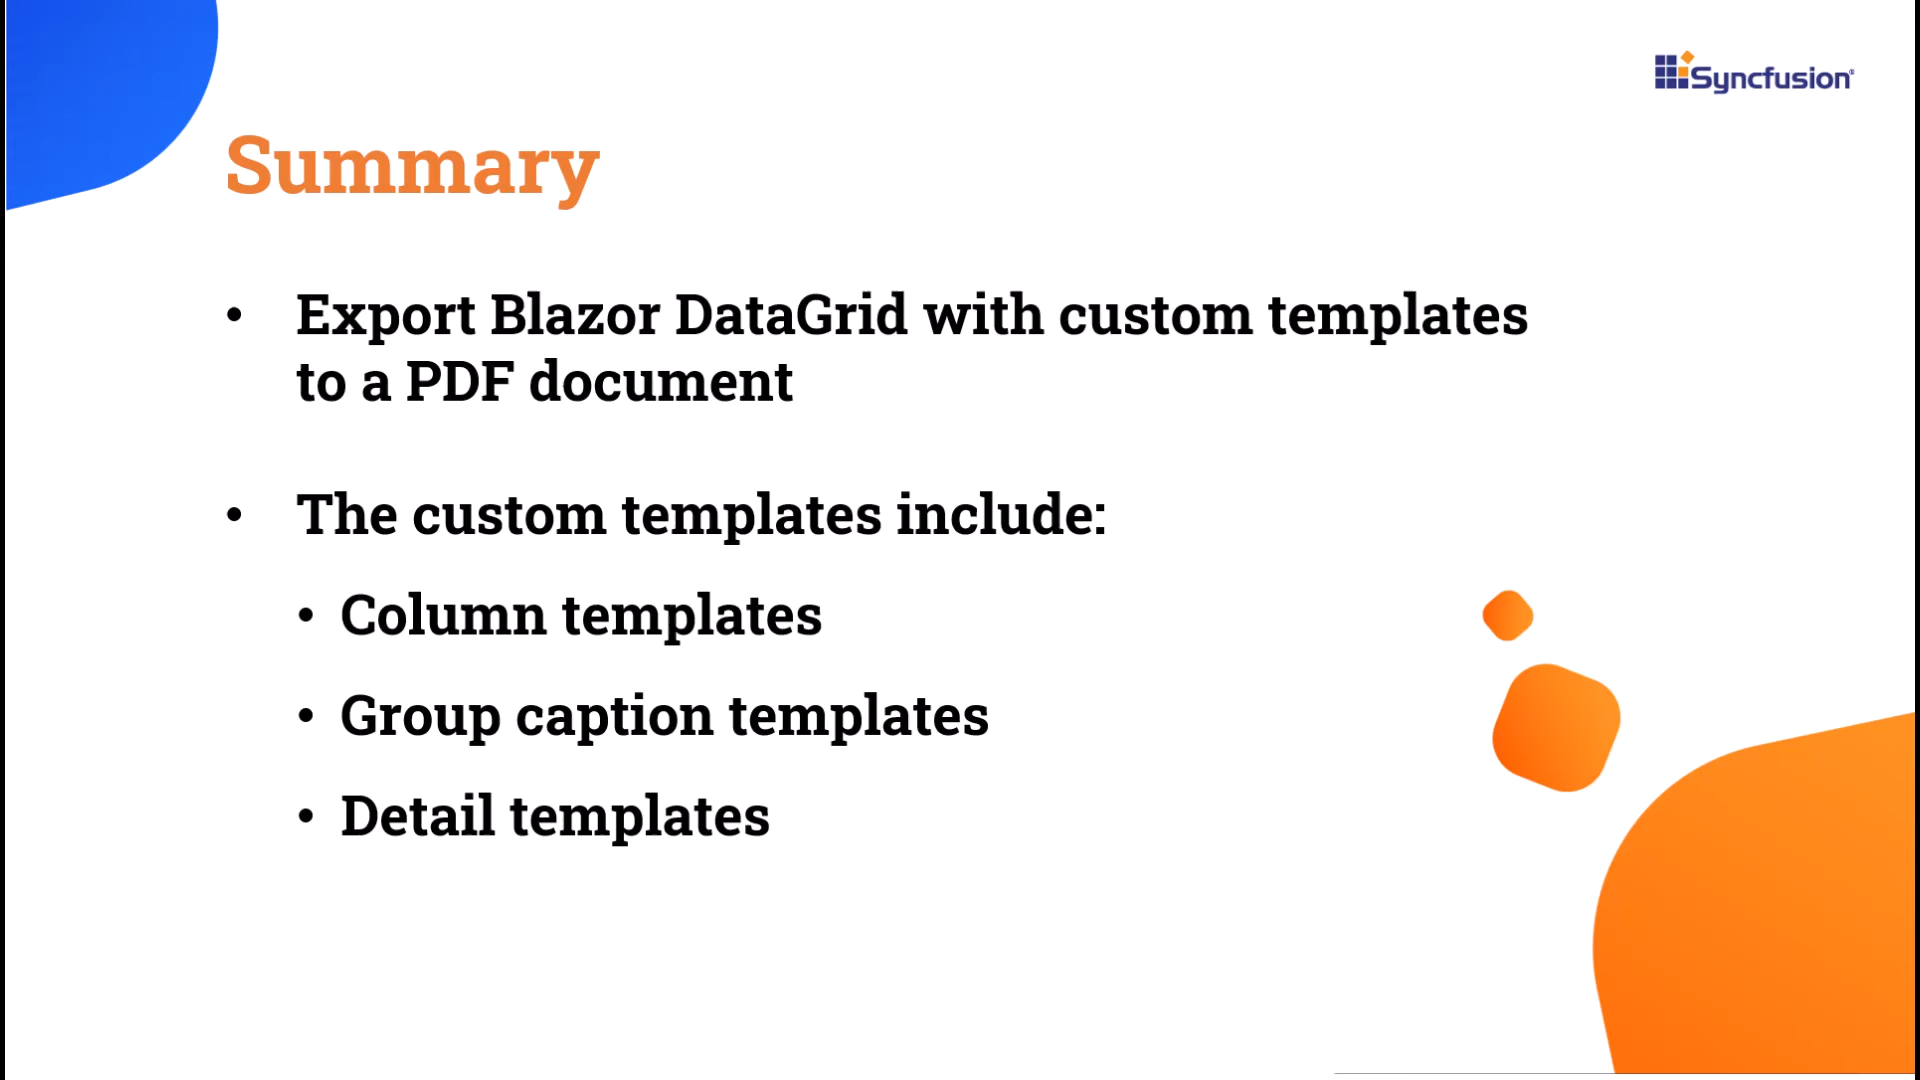 Syncfusion®
Summary
• Export Blazor DataGrid with custom templates
to a PDF document
• The custom templates include:
• Column templates
• Group caption templates
• Detail templates